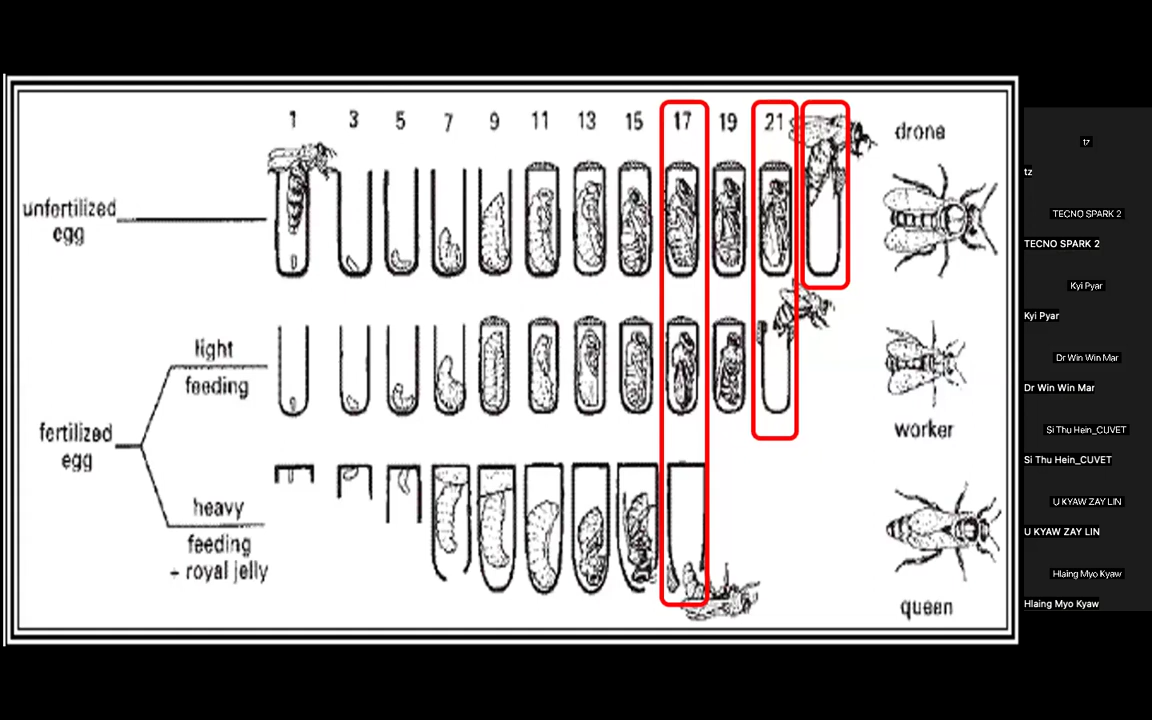 1 3 5 7 9 11 13 15 17 19 21
drone
unfertilized
egg
light
feeding
worker
fertilized
egg
heavy
feeding
+ royal jelly
queen
tz
tz
TECNO SPARK 2
TECNO SPARK 2
Kyi Pyar
Kyi Pyar
Dr Win Win Mar
Dr Win Win Mar
Si Thu Hein_CUVET
Si Thu Hein_CUVET
U KYAW ZAY LIN
U KYAW ZAY LIN
Hlaing Myo Kyaw
Hlaing Myo Kyaw